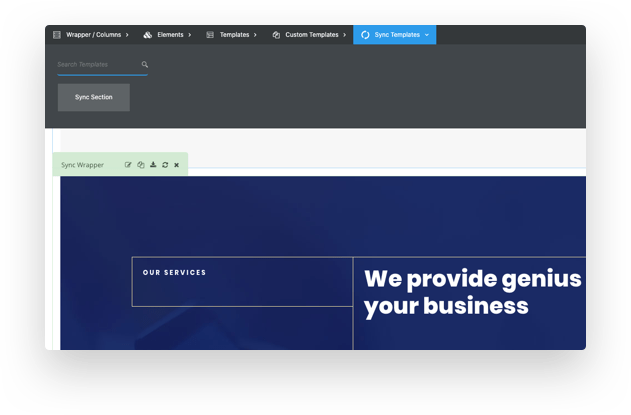 Wrapper / Columns
Elements
Templates
Custom Templates
Sync Templates
Search Templates
Sync Section
Sync Wrapper
OUR SERVICES
We provide genius
your business